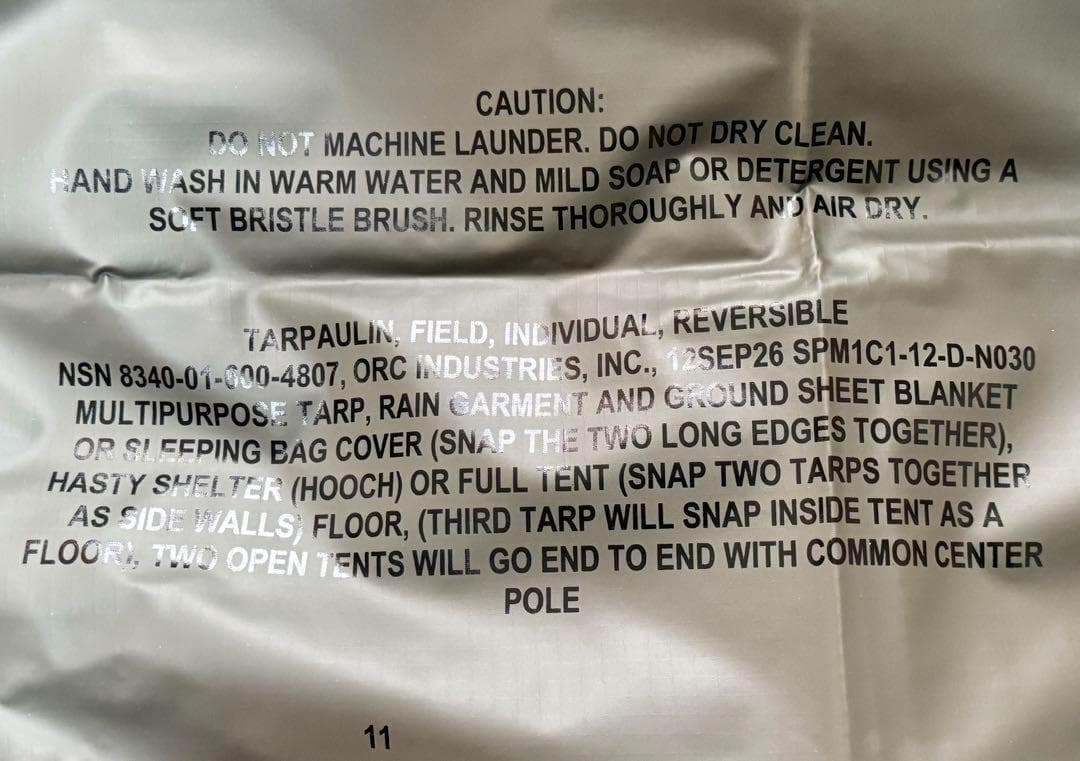 CAUTION:
DO NOT MACHINE LAUNDER. DO NOT DRY CLEAN.
HAND WASH IN WARM WATER AND MILD SOAP OR DETERGENT USING A
SOFT BRISTLE BRUSH. RINSE THOROUGHLY AND AIR DRY.
TARPAULIN, FIELD, INDIVIDUAL, REVERSIBLE
NSN 8340-01-600-4807, ORC INDUSTRIES, INC., 12SEP26 SPM1C1-12-D-N030
MULTIPURPOSE TARP, RAIN GARMENT AND GROUND SHEET BLANKET
OR SLEEPING BAG COVER (SNAP THE TWO LONG EDGES TOGETHER),
HASTY SHELTER (HOOCH) OR FULL TENT (SNAP TWO TARPS TOGETHER
AS SIDE WALLS) FLOOR, (THIRD TARP WILL SNAP INSIDE TENT AS A
FLOOR). TWO OPEN TENTS WILL GO END TO END WITH COMMON CENTER
POLE
11